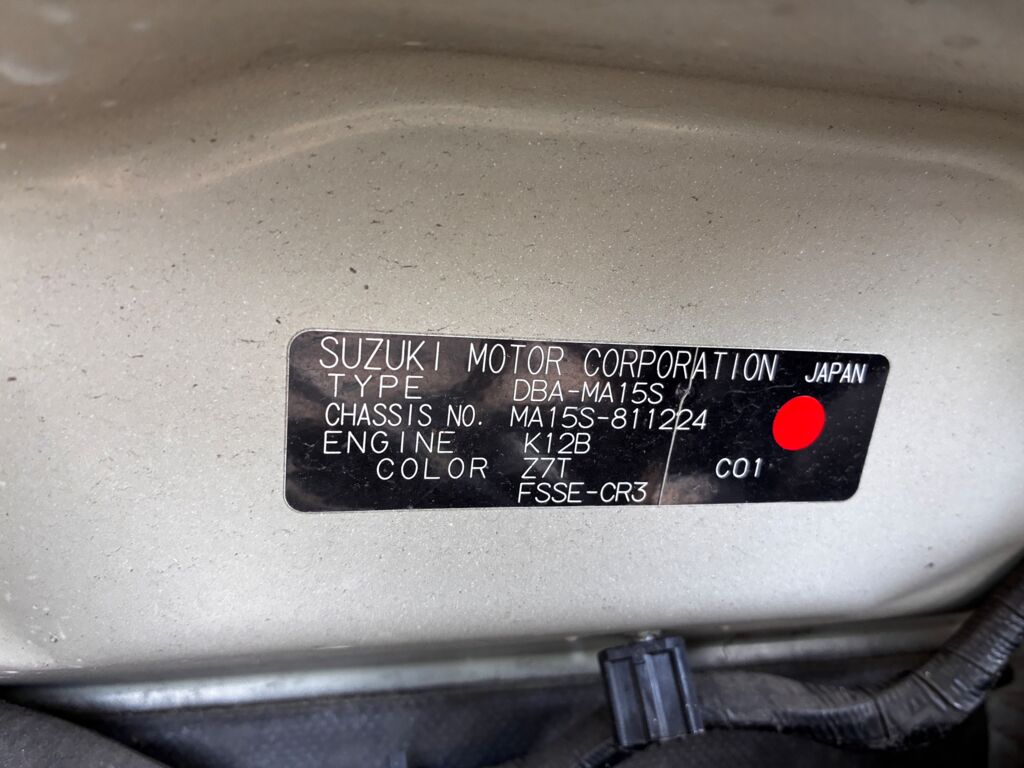 SUZUKI MOTOR CORPORATION JAPAN
TYPE DBA-MA15S
CHASSIS NO. MA15S-811224
ENGINE K12B
COLOR Z7T C01
FSSE-CR3